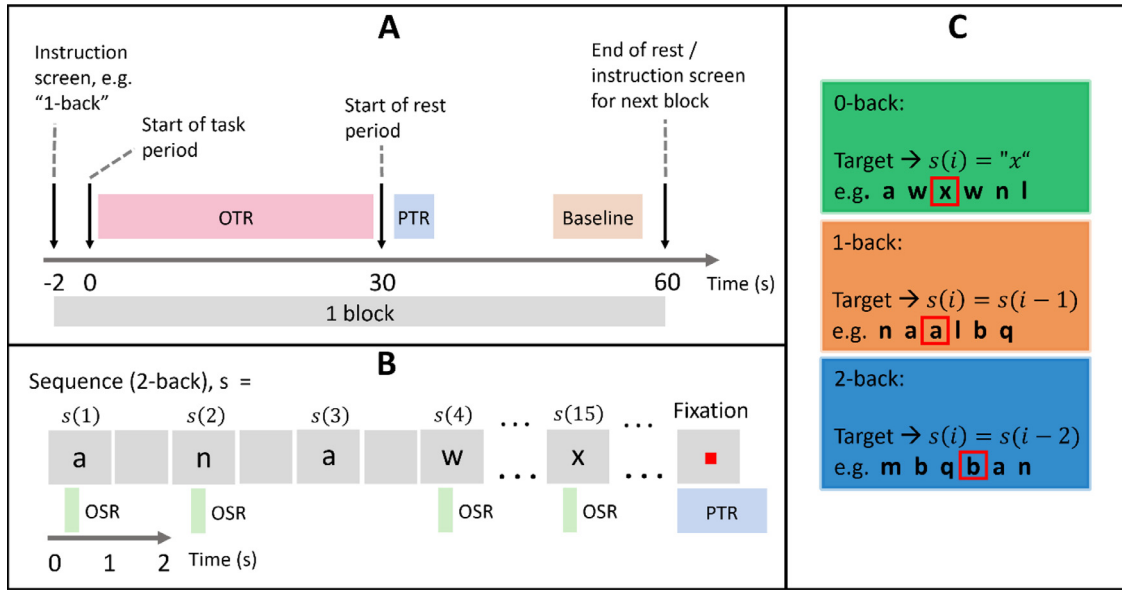 A
Instruction
screen, e.g.
“1-back”
Start of task
period
Start of rest
period
End of rest /
instruction screen
for next block
OTR
PTR
Baseline
-2 0 30 60 Time (s)
1 block
B
Sequence (2-back), s =
s(1) s(2) s(3) s(4) ... s(15) ... Fixation
a n a w ... x ...
OSR OSR OSR OSR PTR
0 1 2 Time (s)
C
0-back:
Target → s(i) = "x“
e.g. a w x w n l
1-back:
Target → s(i) = s(i − 1)
e.g. n a a l b q
2-back:
Target → s(i) = s(i − 2)
e.g. m b q b a n